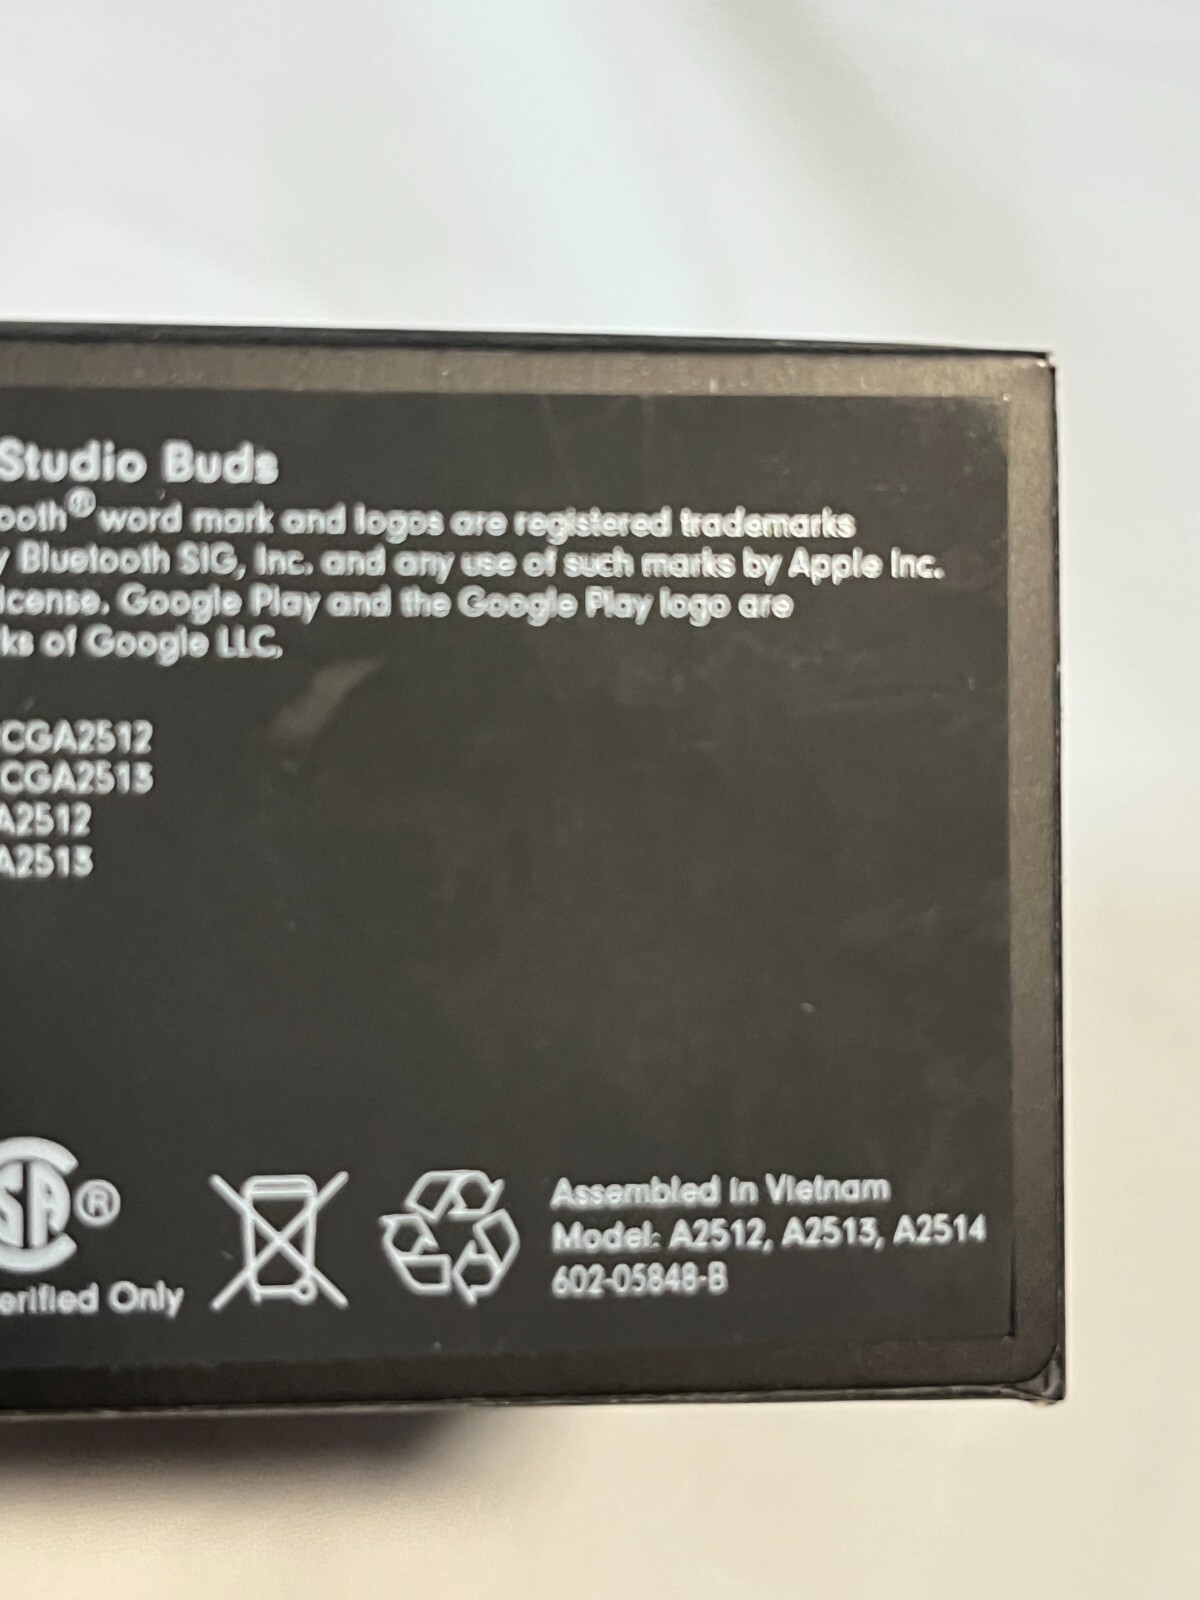 Studio Buds
ooth® word mark and logos are registered trademarks
y Bluetooth SIG, Inc. and any use of such marks by Apple Inc.
icense. Google Play and the Google Play logo are
ks of Google LLC.
CGA2512
CGA2513
A2512
A2513
SA®
erified Only
Assembled in Vietnam
Model: A2512, A2513, A2514
602-05848-B